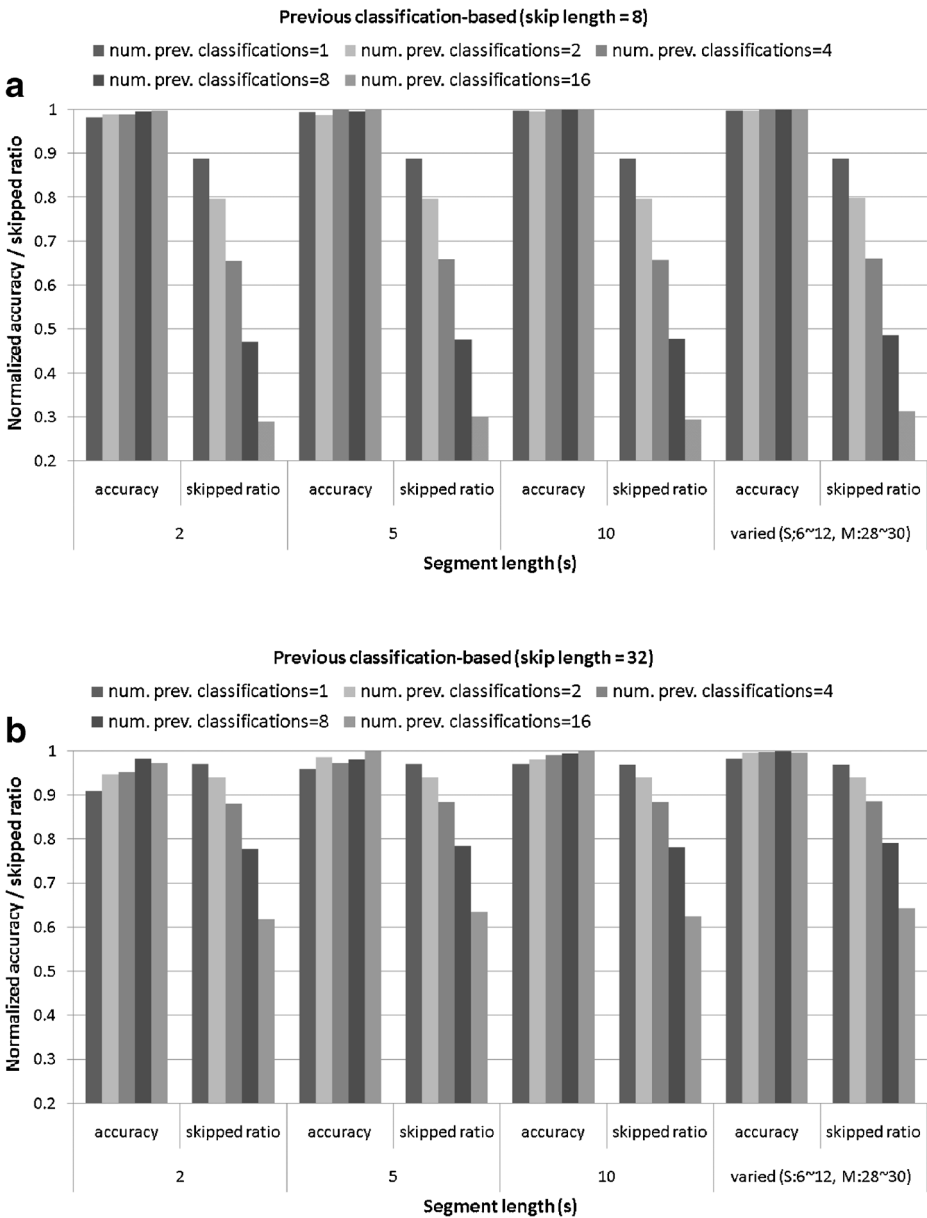 Previous classification-based (skip length = 8)
num. prev. classifications=1 num. prev. classifications=2 num. prev. classifications=4
num. prev. classifications=8 num. prev. classifications=16
a
Normalized accuracy / skipped ratio
1
0.9
0.8
0.7
0.6
0.5
0.4
0.3
0.2
accuracy skipped ratio accuracy skipped ratio accuracy skipped ratio accuracy skipped ratio
2 5 10 varied (S;6~12, M:28~30)
Segment length (s)
Previous classification-based (skip length = 32)
num. prev. classifications=1 num. prev. classifications=2 num. prev. classifications=4
num. prev. classifications=8 num. prev. classifications=16
b
Normalized accuracy / skipped ratio
1
0.9
0.8
0.7
0.6
0.5
0.4
0.3
0.2
accuracy skipped ratio accuracy skipped ratio accuracy skipped ratio accuracy skipped ratio
2 5 10 varied (S:6~12, M:28~30)
Segment length (s)